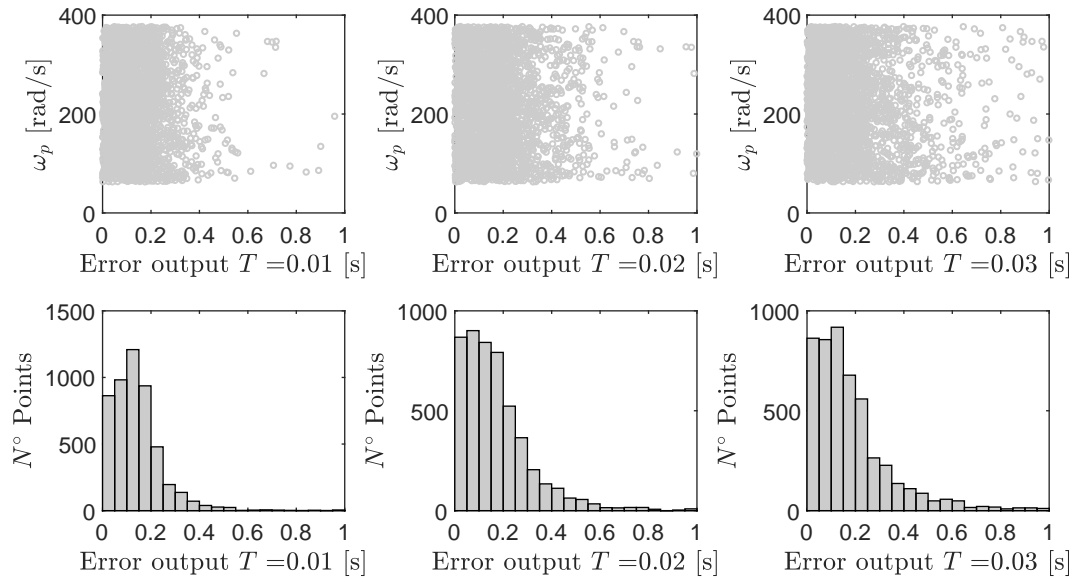 400
200
0
ω_p [rad/s]
0 0.2 0.4 0.6 0.8 1
Error output T =0.01 [s]
400
200
0
ω_p [rad/s]
0 0.2 0.4 0.6 0.8 1
Error output T =0.02 [s]
400
200
0
ω_p [rad/s]
0 0.2 0.4 0.6 0.8 1
Error output T =0.03 [s]
1500
1000
500
0
N° Points
0 0.2 0.4 0.6 0.8 1
Error output T =0.01 [s]
1000
500
0
N° Points
0 0.2 0.4 0.6 0.8 1
Error output T =0.02 [s]
1000
500
0
N° Points
0 0.2 0.4 0.6 0.8 1
Error output T =0.03 [s]